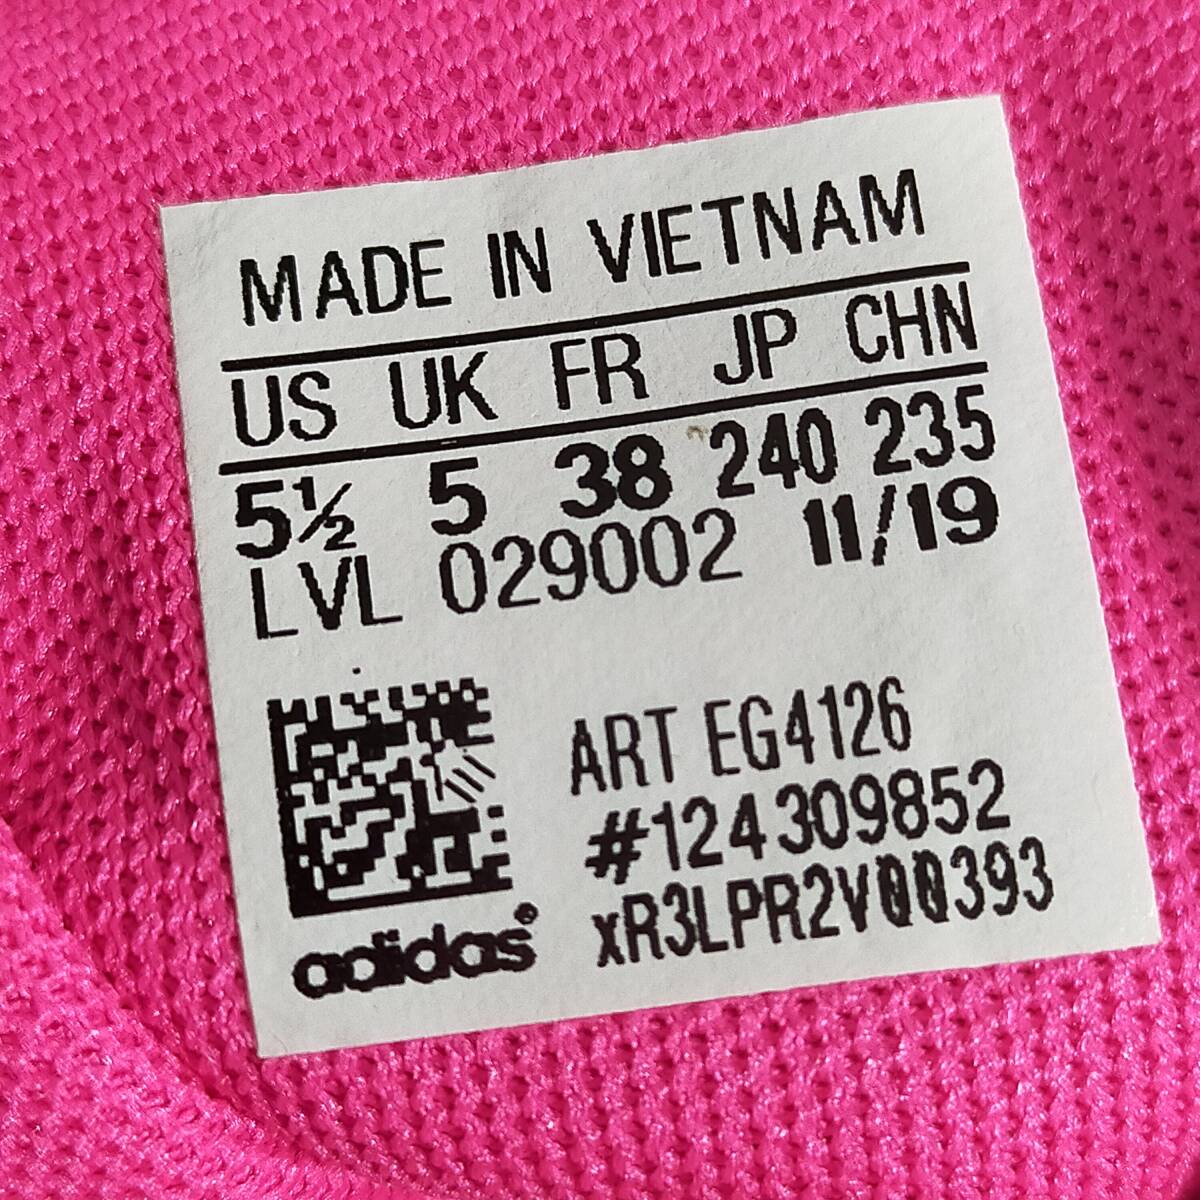 MADE IN VIETNAM
US UK FR JP CHN
5½ 5 38 240 235
LVL 029002 11/19
ART EG4126
#124309852
xR3LPR2V00393
adidas®